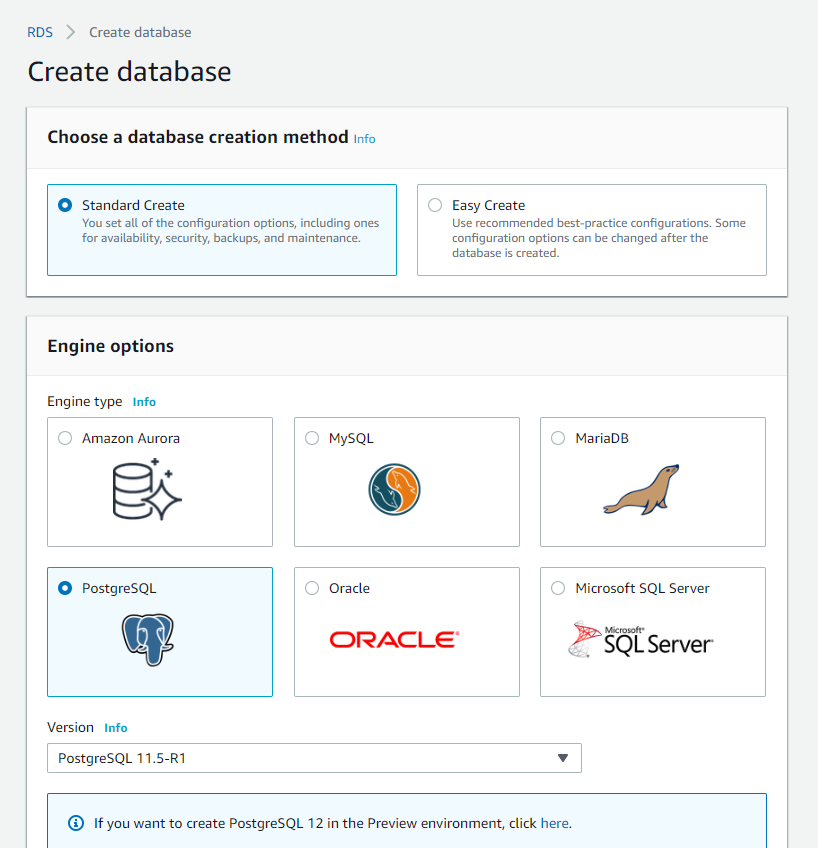 RDS > Create database
Create database
Choose a database creation method Info
Standard Create
You set all of the configuration options, including ones
for availability, security, backups, and maintenance.
Easy Create
Use recommended best-practice configurations. Some
configuration options can be changed after the
database is created.
Engine options
Engine type Info
Amazon Aurora
MySQL
MariaDB
PostgreSQL
Oracle
ORACLE®
Microsoft SQL Server
Microsoft®
SQL Server
Version Info
PostgreSQL 11.5-R1
If you want to create PostgreSQL 12 in the Preview environment, click here.